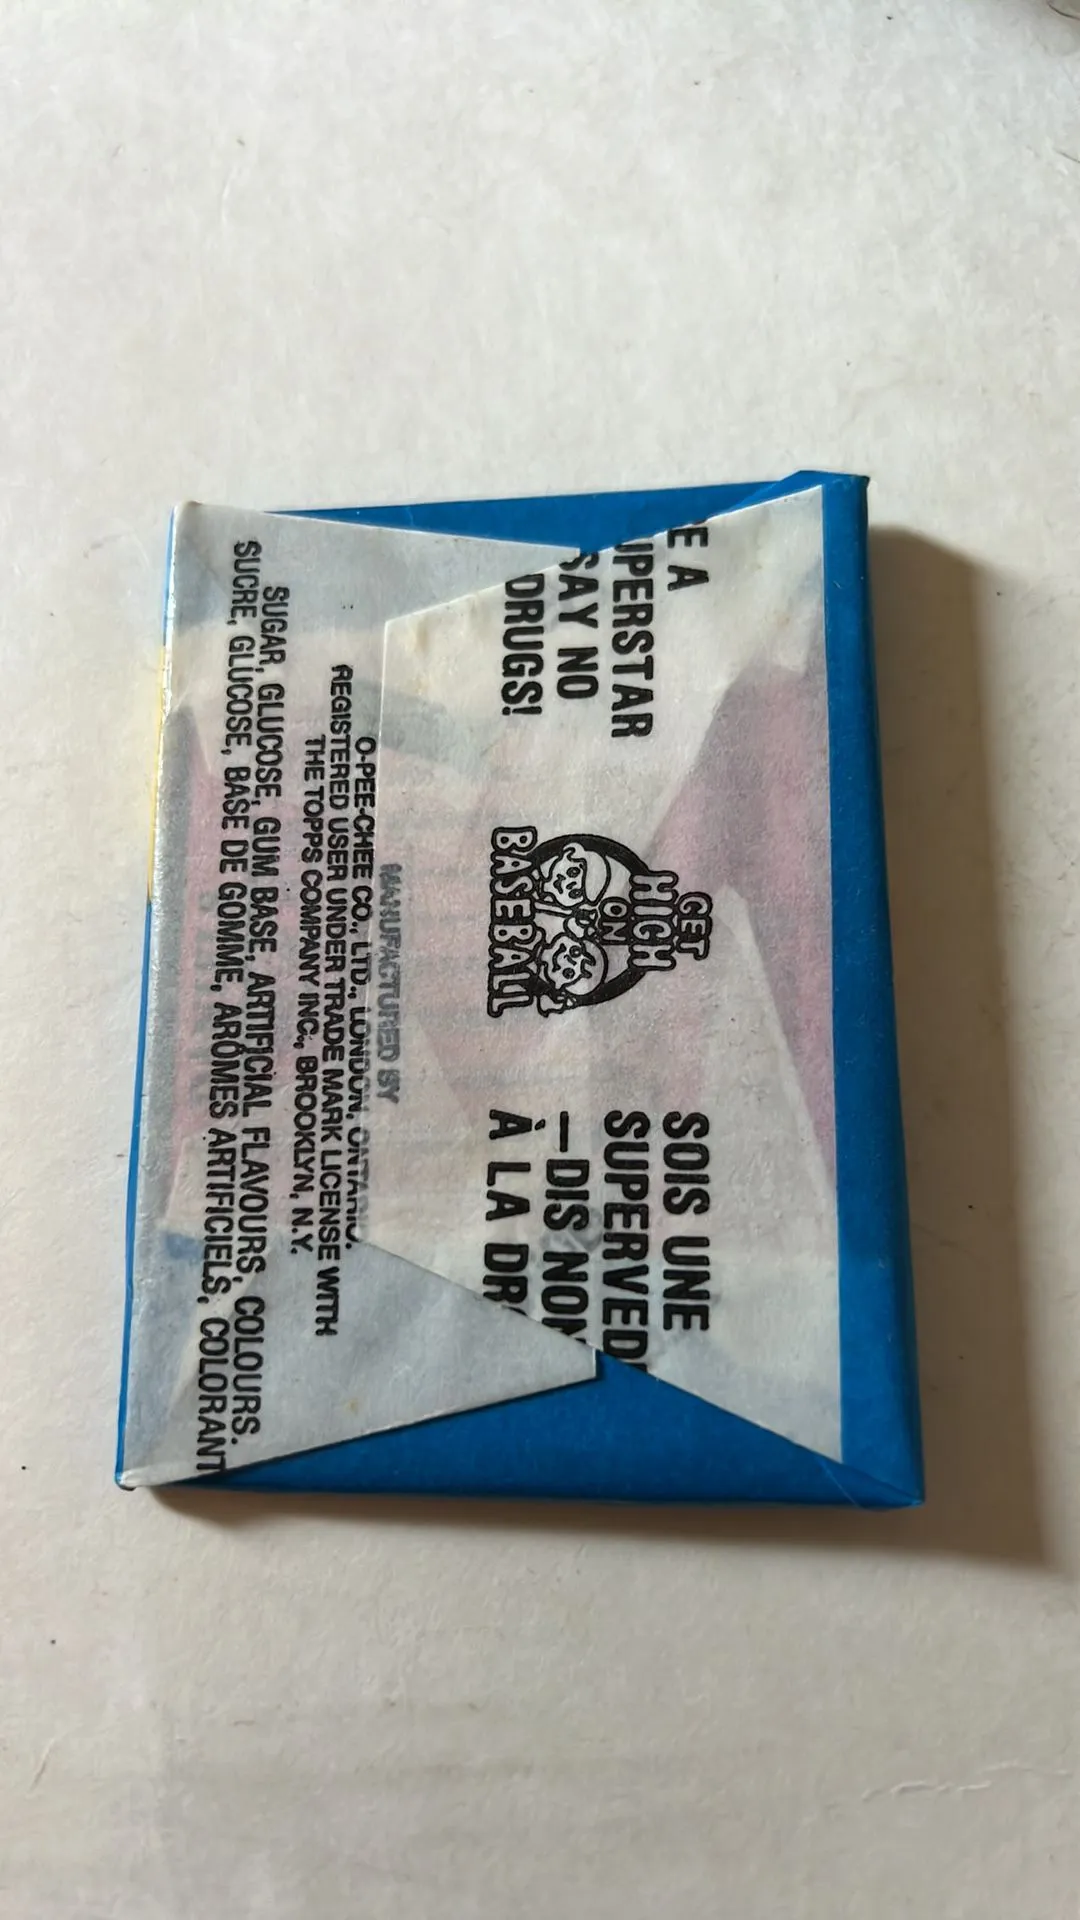 E A
UPERSTAR
SAY NO
DRUGS!
GET
HIGH
ON
BASEBALL
SOIS UNE
SUPERVED
—DIS NON
À LA DR
MANUFACTURED BY
O-PEE-CHEE CO., LTD., LONDON, ONTARIO.
REGISTERED USER UNDER TRADE MARK LICENSE WITH
THE TOPPS COMPANY INC., BROOKLYN, N.Y.
SUGAR, GLUCOSE, GUM BASE, ARTIFICIAL FLAVOURS, COLOURS.
SUCRE, GLUCOSE, BASE DE GOMME, ARÔMES ARTIFICIELS, COLORANT